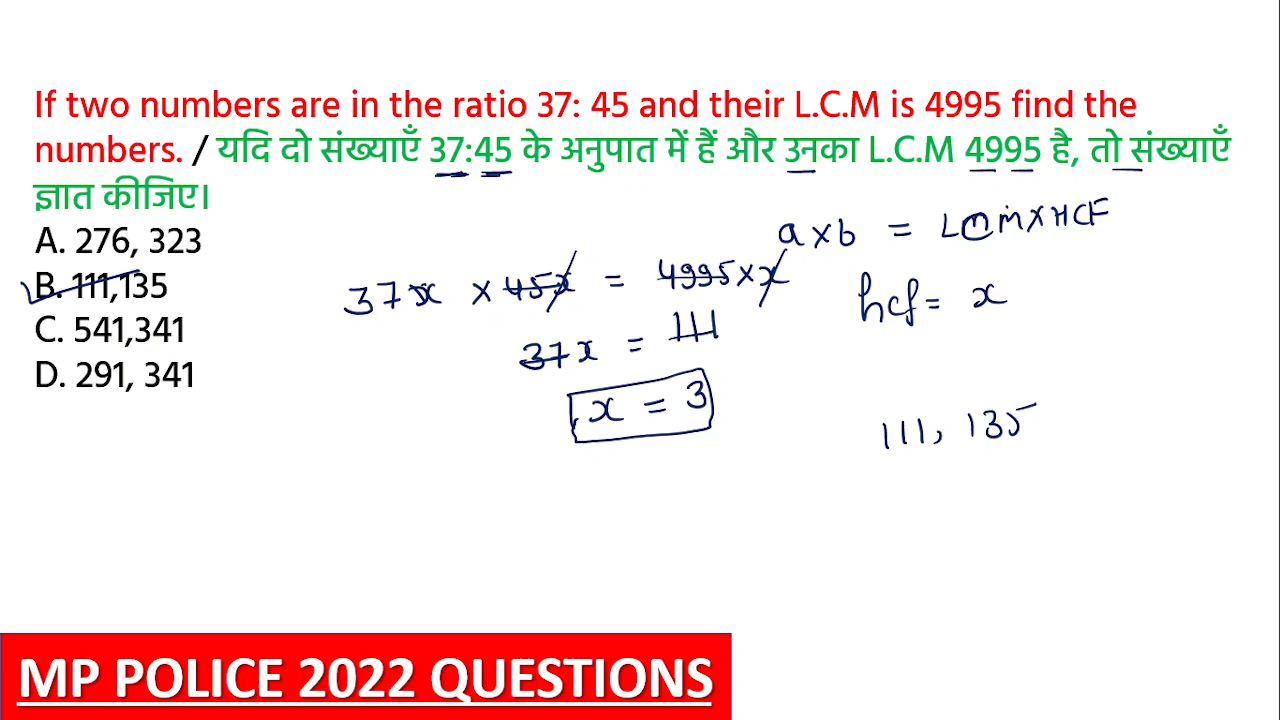 If two numbers are in the ratio 37: 45 and their L.C.M is 4995 find the
numbers. / यदि दो संख्याएँ 37:45 के अनुपात में हैं और उनका L.C.M 4995 है, तो संख्याएँ
ज्ञात कीजिए।
A. 276, 323
B. 111,135
C. 541,341
D. 291, 341
a x b = LCM X HCF
37x x 45x = 4995 x x
hcf = x
37x = 111
x = 3
111, 135
MP POLICE 2022 QUESTIONS